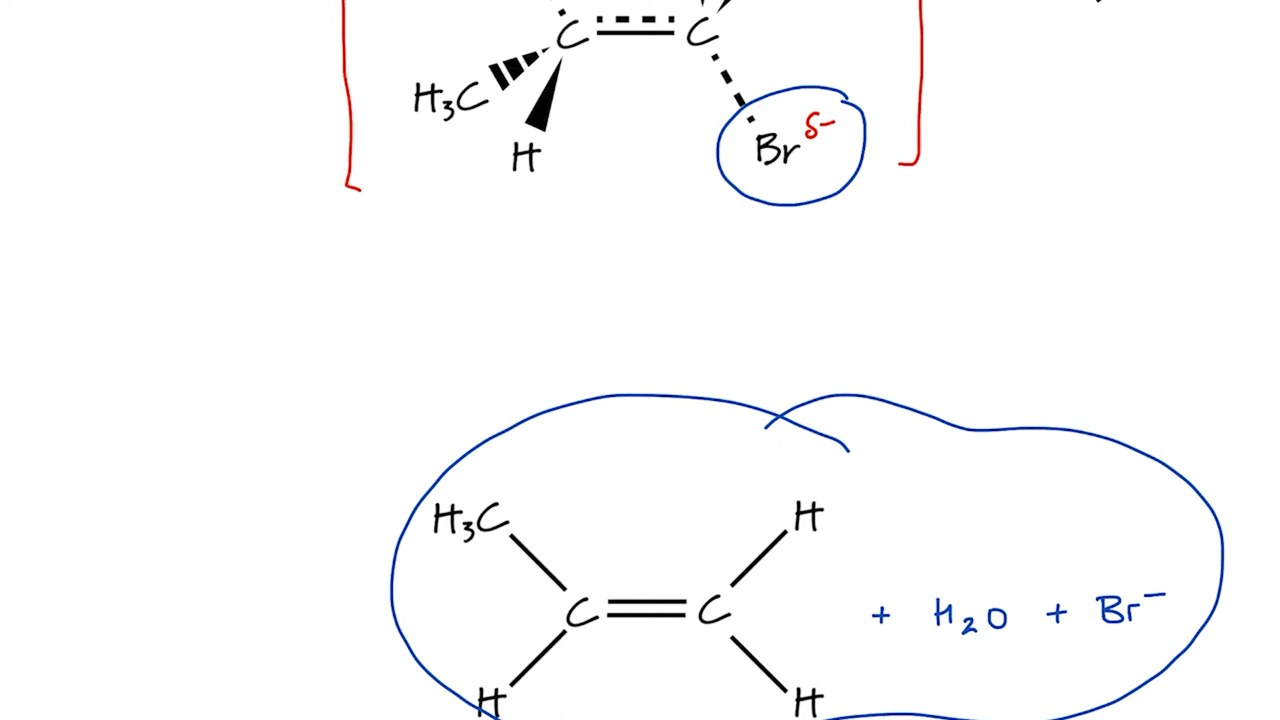 C C
H₃C
Br δ−
H
H₃C H
C C + H₂O + Br⁻
H H